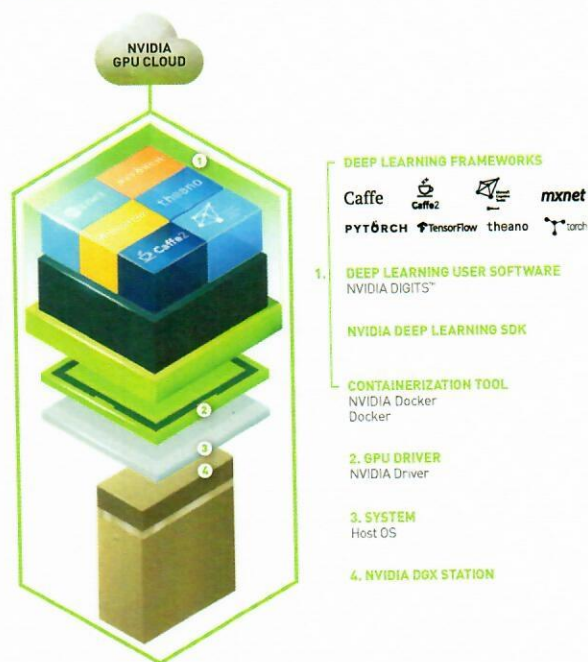 NVIDIA
GPU CLOUD
PYTORCH
1
theano
Caffe2
2
3
4
DEEP LEARNING FRAMEWORKS
Caffe
Caffe2
mxnet
PYTORCH
TensorFlow
theano
torch
1. DEEP LEARNING USER SOFTWARE
NVIDIA DIGITS™
NVIDIA DEEP LEARNING SDK
CONTAINERIZATION TOOL
NVIDIA Docker
Docker
2. GPU DRIVER
NVIDIA Driver
3. SYSTEM
Host OS
4. NVIDIA DGX STATION